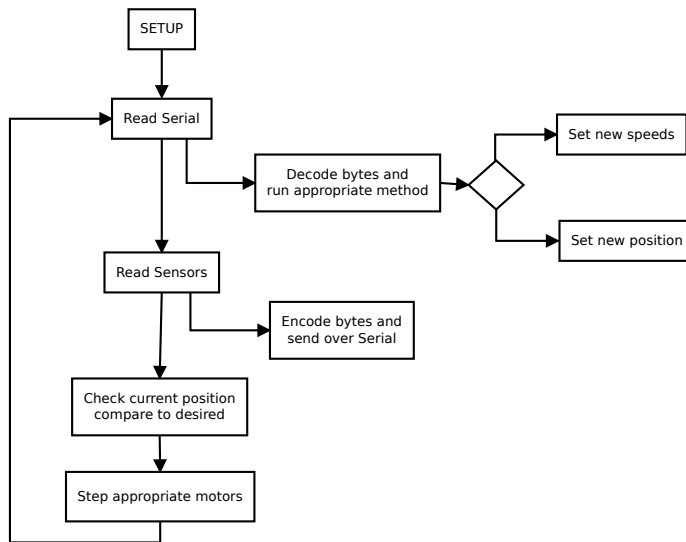 SETUP
Read Serial
Set new speeds
Decode bytes and
run appropriate method
Set new position
Read Sensors
Encode bytes and
send over Serial
Check current position
compare to desired
Step appropriate motors